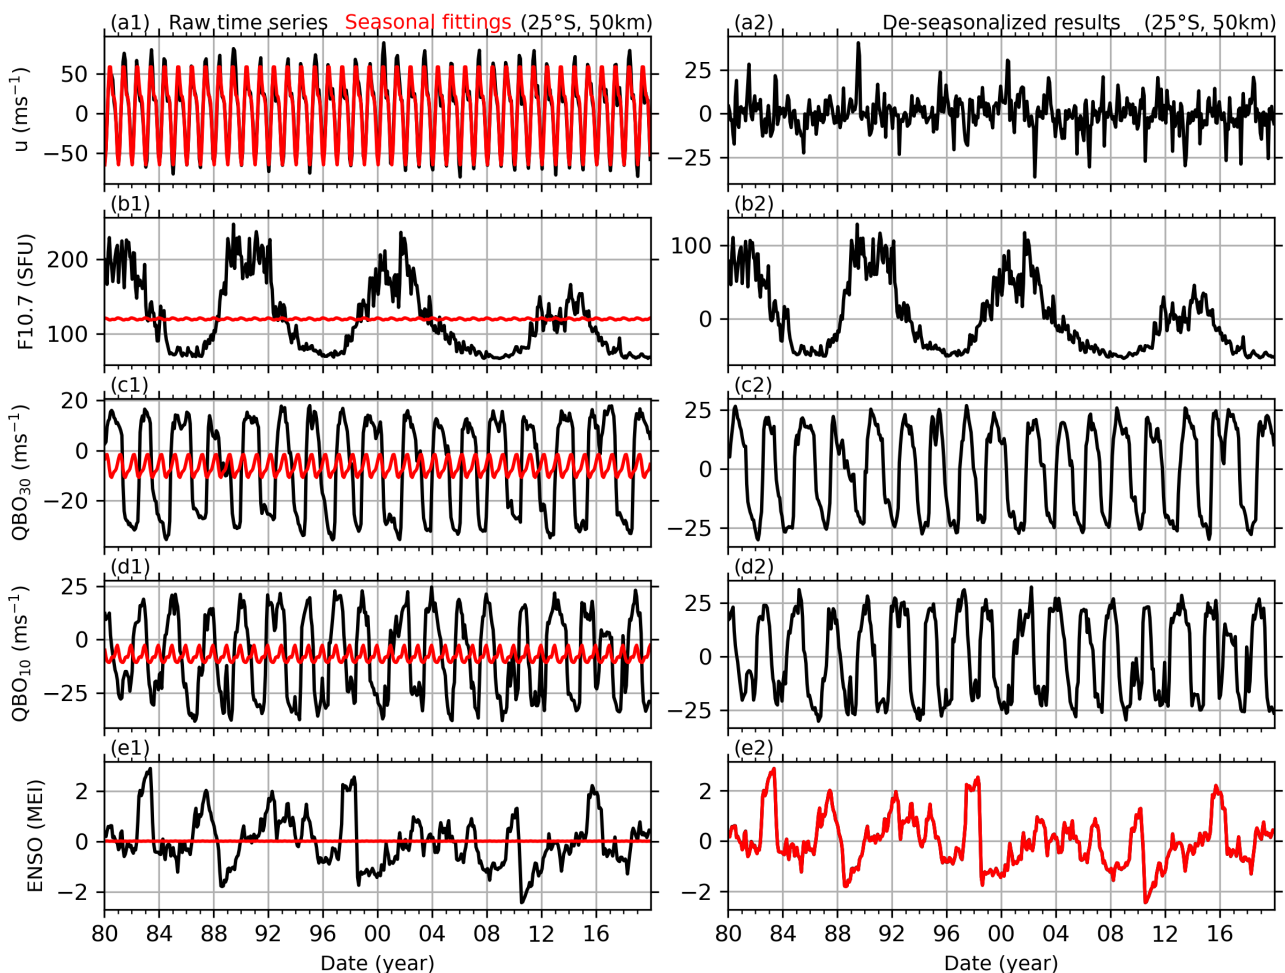 (a1) Raw time series Seasonal fittings (25°S, 50km)
(a2) De-seasonalized results (25°S, 50km)
u (ms⁻¹)
50
0
−50
25
0
−25
(b1)
(b2)
F10.7 (SFU)
200
100
100
0
(c1)
(c2)
QBO₃₀ (ms⁻¹)
20
0
−20
25
0
−25
(d1)
(d2)
QBO₁₀ (ms⁻¹)
25
0
−25
25
0
−25
(e1)
(e2)
ENSO (MEI)
2
0
−2
2
0
−2
80 84 88 92 96 00 04 08 12 16
80 84 88 92 96 00 04 08 12 16
Date (year)
Date (year)